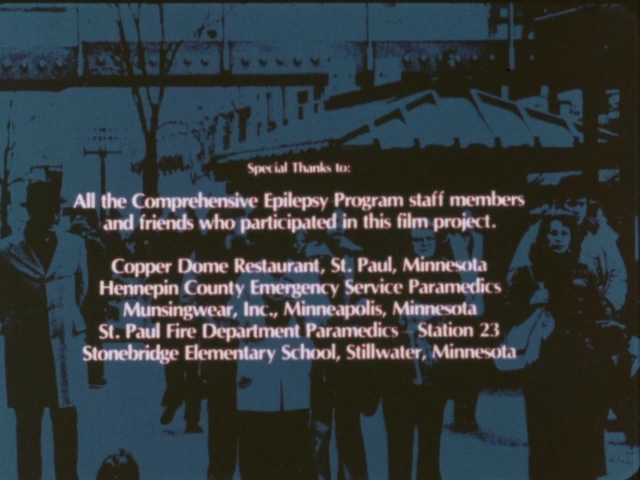 Special Thanks to:
All the Comprehensive Epilepsy Program staff members
and friends who participated in this film project.
Copper Dome Restaurant, St. Paul, Minnesota
Hennepin County Emergency Service Paramedics
Munsingwear, Inc., Minneapolis, Minnesota
St. Paul Fire Department Paramedics - Station 23
Stonebridge Elementary School, Stillwater, Minnesota